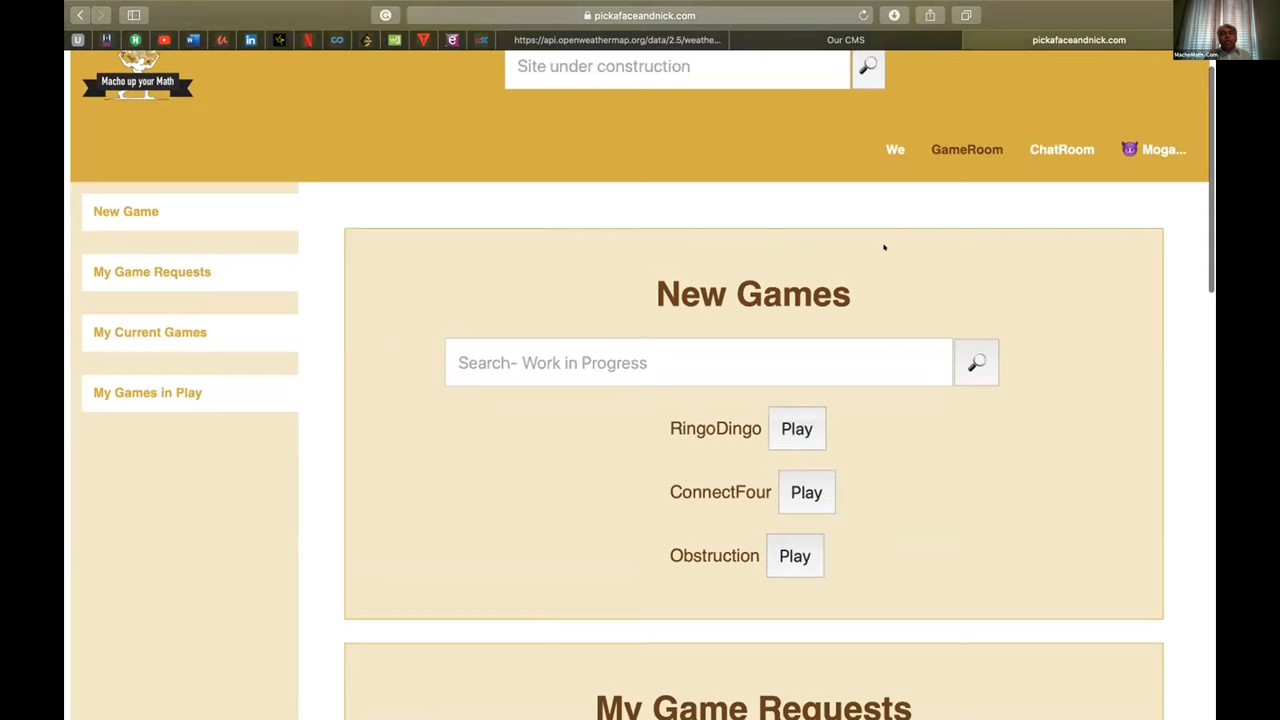 pickafaceandnick.com
https://api.openweathermap.org/data/2.5/weathe...
Our CMS
pickafaceandnick.com
MachoMath.Com
Macho up your Math
Site under construction
We
GameRoom
ChatRoom
😈 Moga...
New Game
My Game Requests
My Current Games
My Games in Play
New Games
Search- Work in Progress
RingoDingo Play
ConnectFour Play
Obstruction Play
My Game Requests